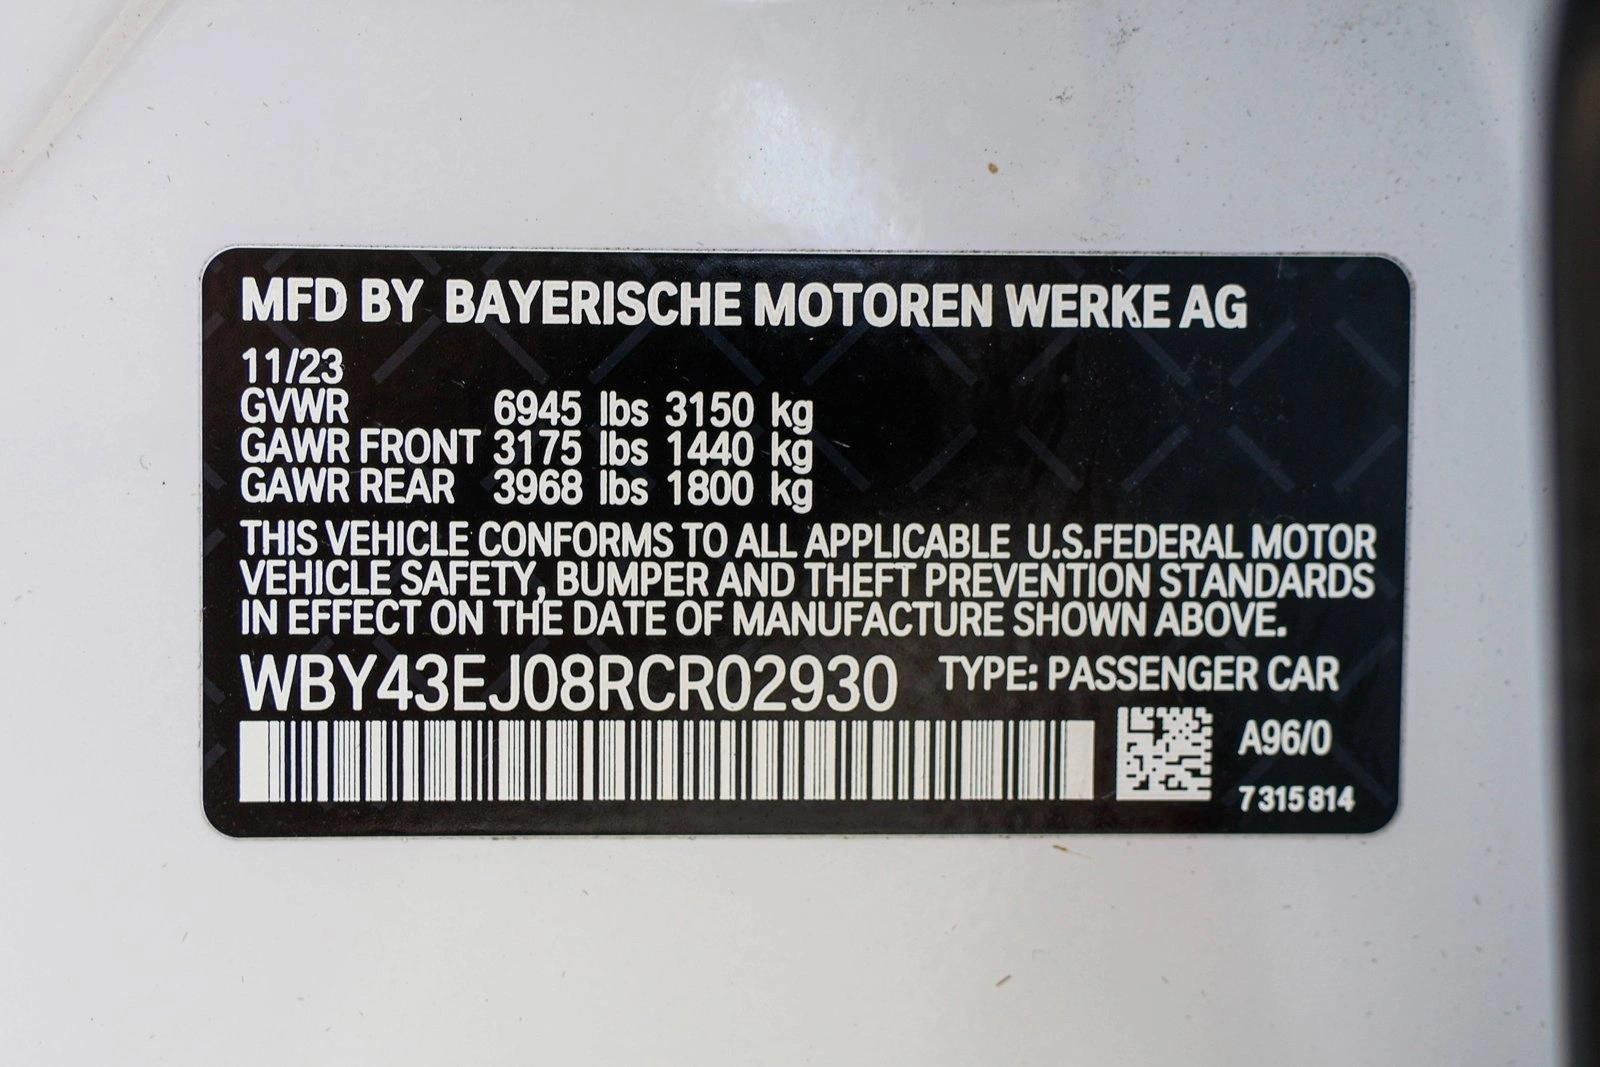 MFD BY BAYERISCHE MOTOREN WERKE AG
11/23
GVWR 6945 lbs 3150 kg
GAWR FRONT 3175 lbs 1440 kg
GAWR REAR 3968 lbs 1800 kg
THIS VEHICLE CONFORMS TO ALL APPLICABLE U.S.FEDERAL MOTOR
VEHICLE SAFETY, BUMPER AND THEFT PREVENTION STANDARDS
IN EFFECT ON THE DATE OF MANUFACTURE SHOWN ABOVE.
WBY43EJ08RCR02930 TYPE: PASSENGER CAR
A96/0
7 315 814